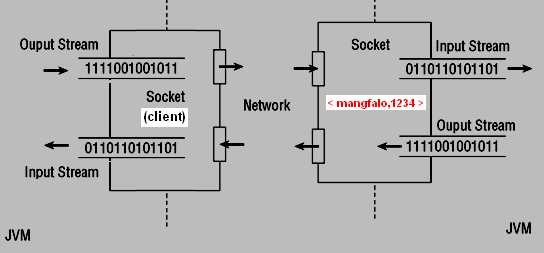 Ouput Stream
1111001001011
Socket
(client)
0110110101101
Input Stream
JVM
Network
Socket
Input Stream
0110110101101
< mangfalo,1234 >
Ouput Stream
1111001001011
JVM